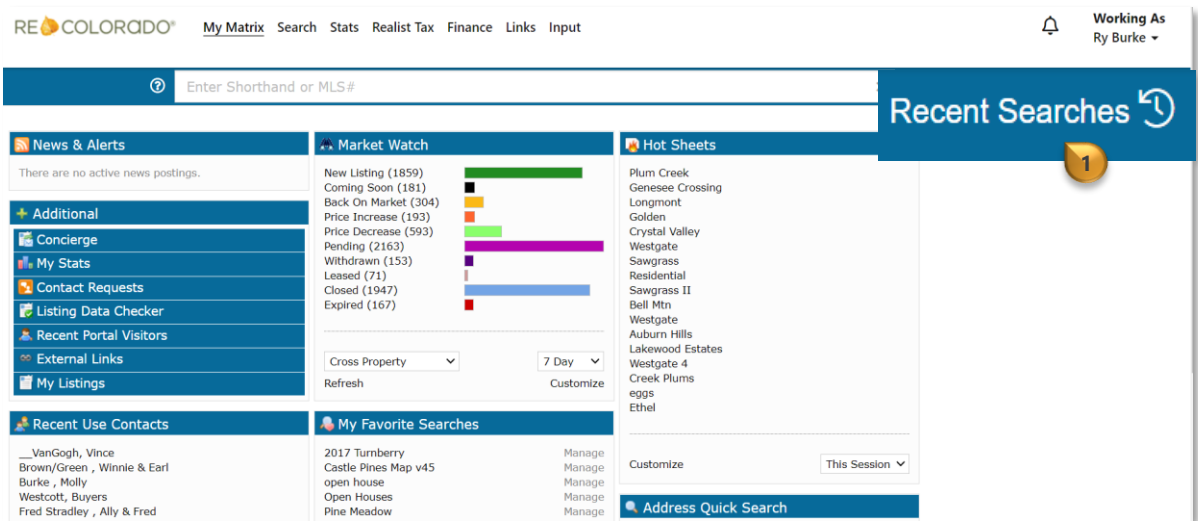 RECOLORADO®
My Matrix Search Stats Realist Tax Finance Links Input
Working As
Ry Burke
Enter Shorthand or MLS#
Recent Searches
1
News & Alerts
There are no active news postings.
Additional
Concierge
My Stats
Contact Requests
Listing Data Checker
Recent Portal Visitors
External Links
My Listings
Recent Use Contacts
__VanGogh, Vince
Brown/Green , Winnie & Earl
Burke , Molly
Westcott, Buyers
Fred Stradley , Ally & Fred
Market Watch
New Listing (1859)
Coming Soon (181)
Back On Market (304)
Price Increase (193)
Price Decrease (593)
Pending (2163)
Withdrawn (153)
Leased (71)
Closed (1947)
Expired (167)
Cross Property 7 Day
Refresh Customize
My Favorite Searches
2017 Turnberry Manage
Castle Pines Map v45 Manage
open house Manage
Open Houses Manage
Pine Meadow Manage
Hot Sheets
Plum Creek
Genesee Crossing
Longmont
Golden
Crystal Valley
Westgate
Sawgrass
Residential
Sawgrass II
Bell Mtn
Westgate
Auburn Hills
Lakewood Estates
Westgate 4
Creek Plums
eggs
Ethel
Customize This Session
Address Quick Search